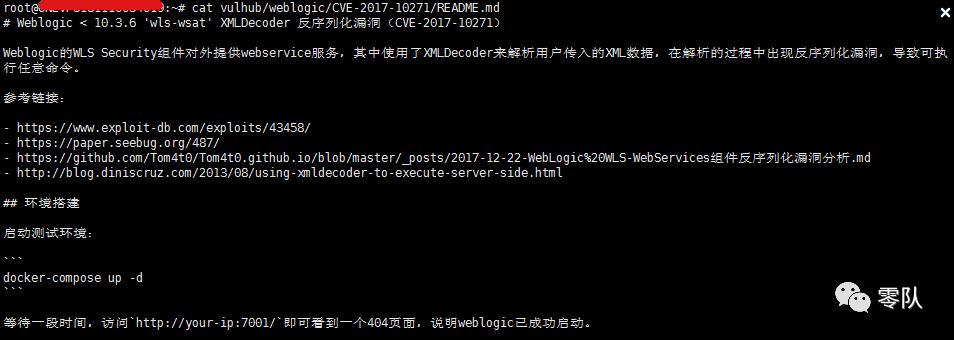 :~# cat vulhub/weblogic/CVE-2017-10271/README.md
# Weblogic < 10.3.6 'wls-wsat' XMLDecoder 反序列化漏洞（CVE-2017-10271）
Weblogic的WLS Security组件对外提供webservice服务，其中使用了XMLDecoder来解析用户传入的XML数据，在解析的过程中出现反序列化漏洞，导致可执
行任意命令。
参考链接：
- https://www.exploit-db.com/exploits/43458/
- https://paper.seebug.org/487/
- https://github.com/Tom4t0/Tom4t0.github.io/blob/master/_posts/2017-12-22-WebLogic%20WLS-WebServices组件反序列化漏洞分析.md
- http://blog.diniscruz.com/2013/08/using-xmldecoder-to-execute-server-side.html
## 环境搭建
启动测试环境：
```
docker-compose up -d
```
等待一段时间，访问`http://your-ip:7001/`即可看到一个404页面，说明weblogic已成功启动。
零队